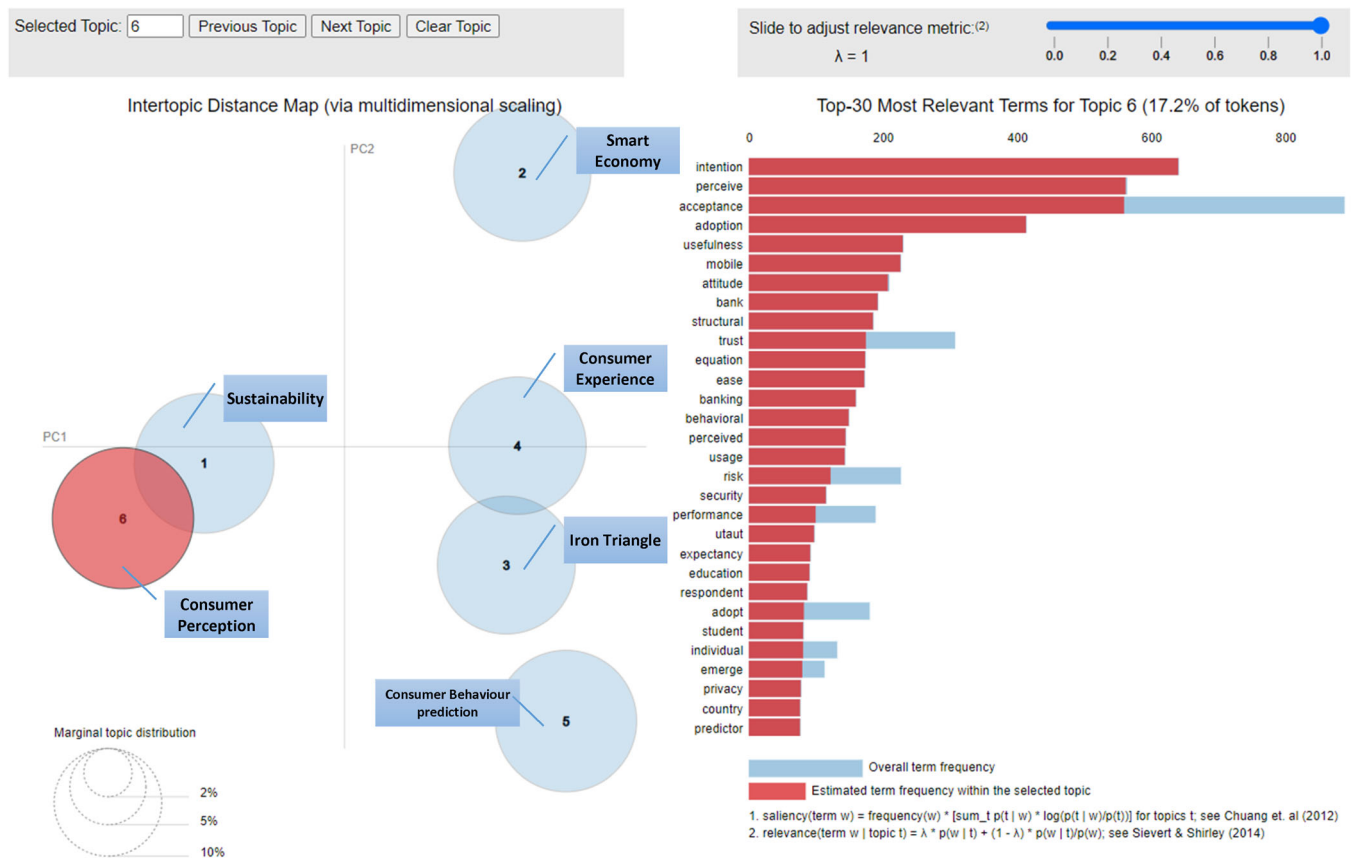 Selected Topic: 6 Previous Topic Next Topic Clear Topic
Slide to adjust relevance metric:(2)
λ = 1
0.0 0.2 0.4 0.6 0.8 1.0
Intertopic Distance Map (via multidimensional scaling)
PC2
PC1
Smart
Economy
2
Consumer
Experience
4
Sustainability
1
6
Iron Triangle
3
Consumer
Perception
Consumer Behaviour
prediction
5
Marginal topic distribution
2%
5%
10%
Top-30 Most Relevant Terms for Topic 6 (17.2% of tokens)
0 200 400 600 800
intention
perceive
acceptance
adoption
usefulness
mobile
attitude
bank
structural
trust
equation
ease
banking
behavioral
perceived
usage
risk
security
performance
utaut
expectancy
education
respondent
adopt
student
individual
emerge
privacy
country
predictor
Overall term frequency
Estimated term frequency within the selected topic
1. saliency(term w) = frequency(w) * [sum_t p(t | w) * log(p(t | w)/p(t))] for topics t; see Chuang et. al (2012)
2. relevance(term w | topic t) = λ * p(w | t) + (1 - λ) * p(w | t)/p(w); see Sievert & Shirley (2014)